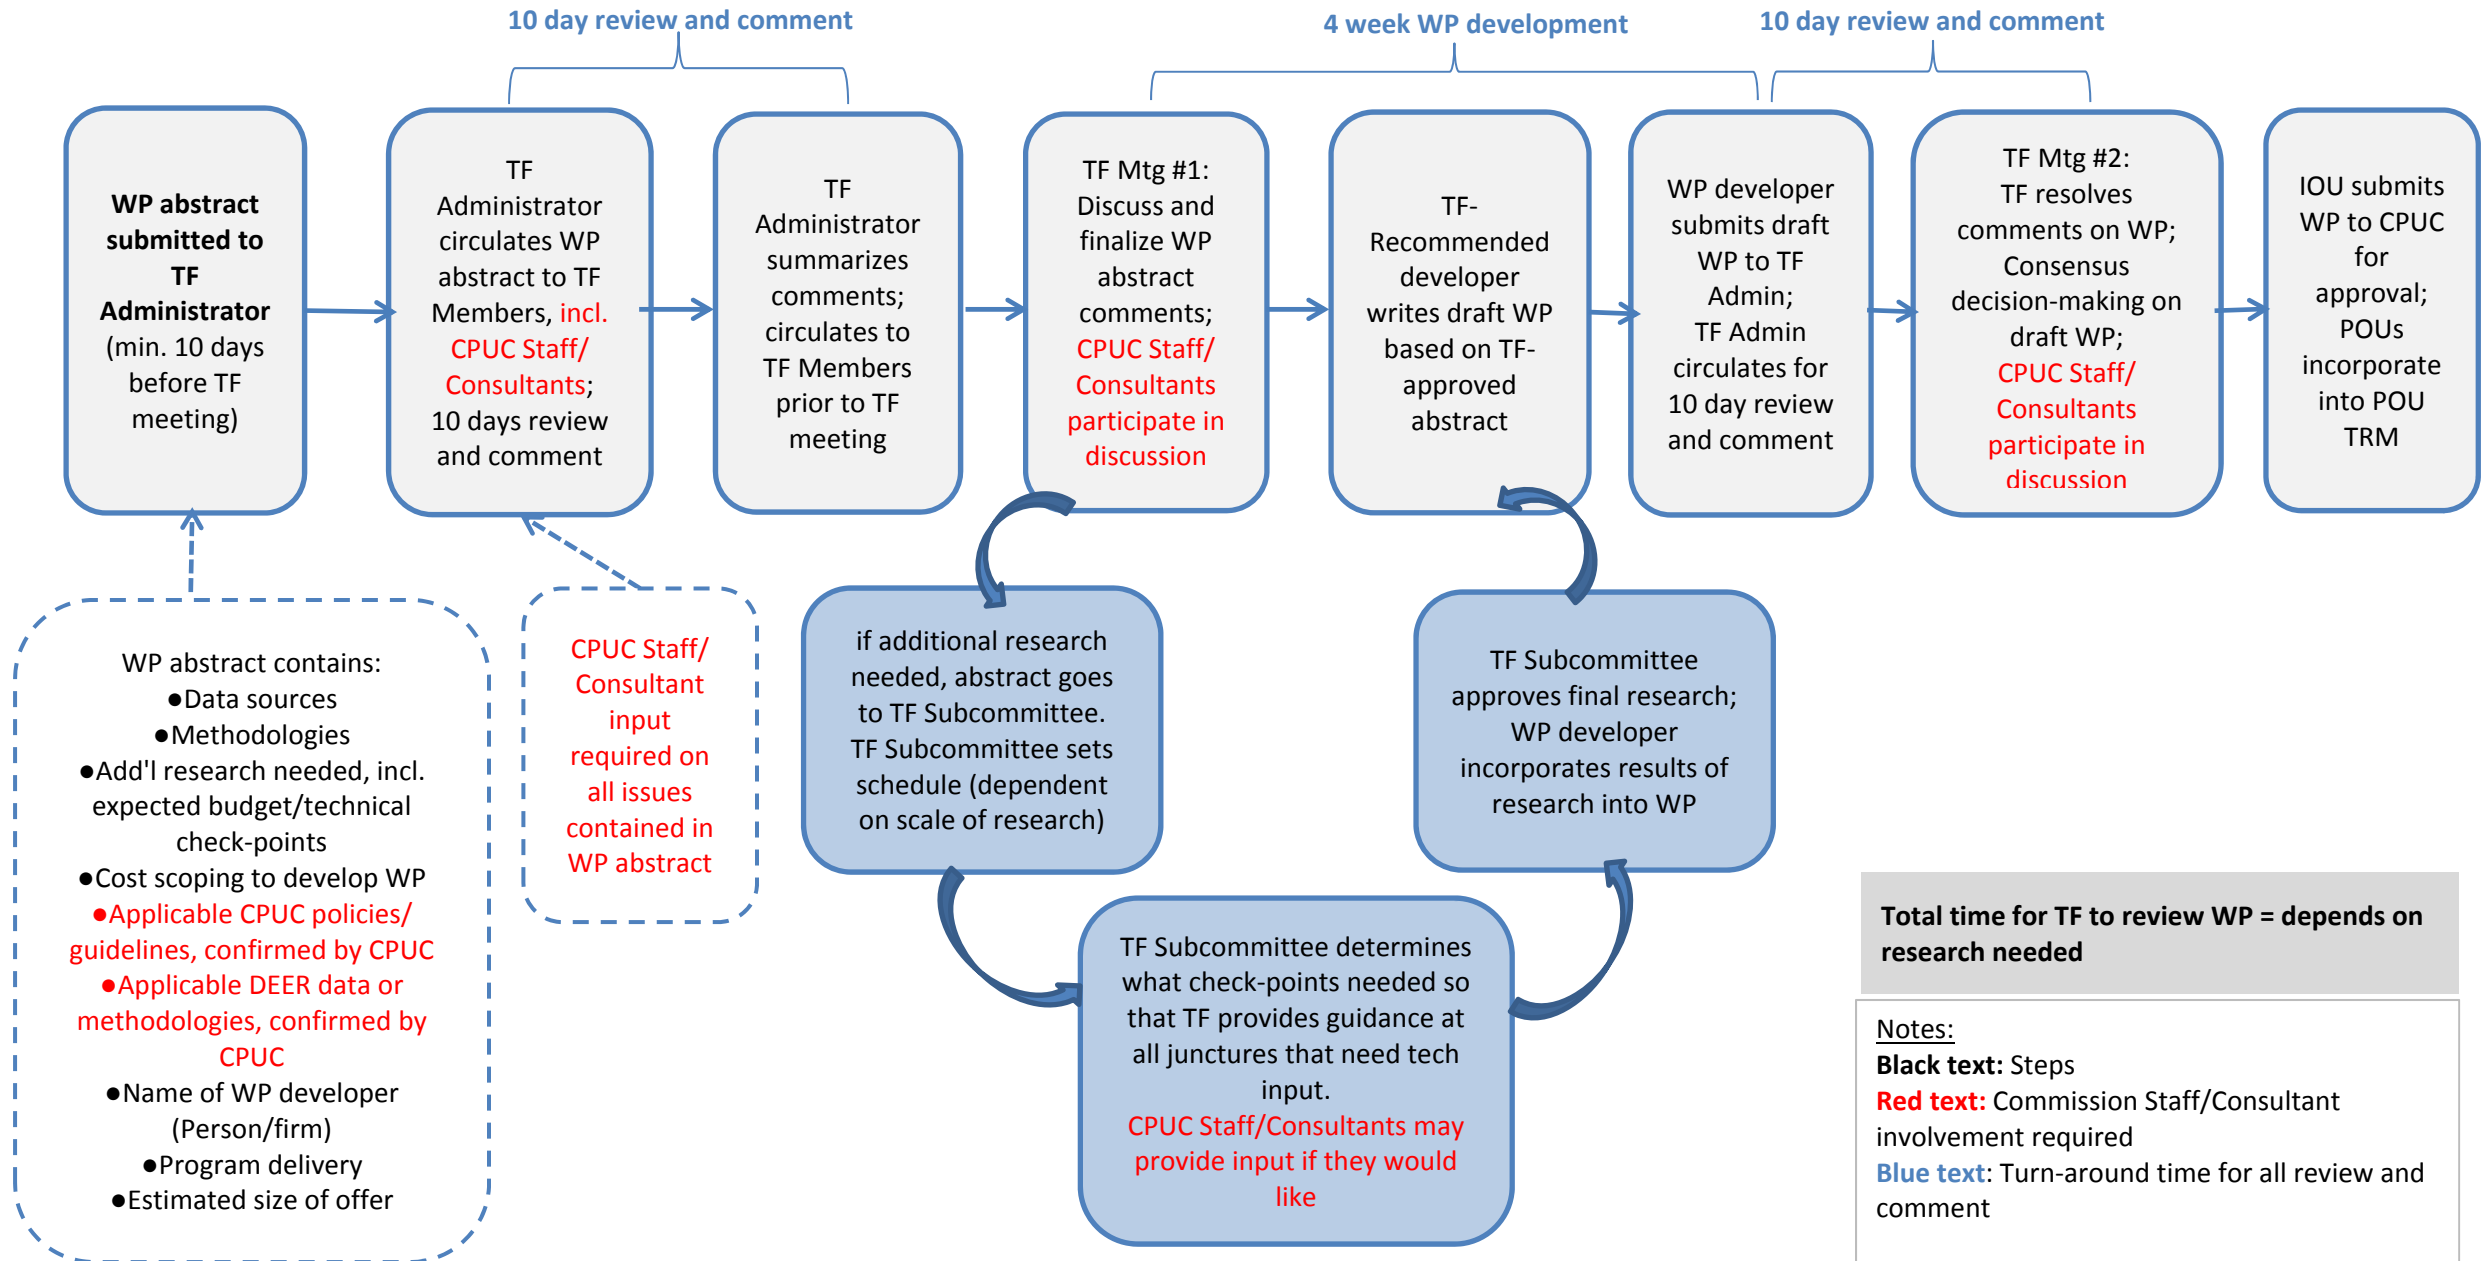 10 day review and comment
4 week WP development
10 day review and comment
WP abstract
submitted to
TF
Administrator
(min. 10 days
before TF
meeting)
TF
Administrator
circulates WP
abstract to TF
Members, incl.
CPUC Staff/
Consultants;
10 days review
and comment
TF
Administrator
summarizes
comments;
circulates to
TF Members
prior to TF
meeting
TF Mtg #1:
Discuss and
finalize WP
abstract
comments;
CPUC Staff/
Consultants
participate in
discussion
TF-
Recommended
developer
writes draft WP
based on TF-
approved
abstract
WP developer
submits draft
WP to TF
Admin;
TF Admin
circulates for
10 day review
and comment
TF Mtg #2:
TF resolves
comments on WP;
Consensus
decision-making on
draft WP;
CPUC Staff/
Consultants
participate in
discussion
IOU submits
WP to CPUC
for
approval;
POUs
incorporate
into POU
TRM
WP abstract contains:
●Data sources
●Methodologies
●Add'l research needed, incl.
expected budget/technical
check-points
●Cost scoping to develop WP
●Applicable CPUC policies/
guidelines, confirmed by CPUC
●Applicable DEER data or
methodologies, confirmed by
CPUC
●Name of WP developer
(Person/firm)
●Program delivery
●Estimated size of offer
CPUC Staff/
Consultant
input
required on
all issues
contained in
WP abstract
if additional research
needed, abstract goes
to TF Subcommittee.
TF Subcommittee sets
schedule (dependent
on scale of research)
TF Subcommittee determines
what check-points needed so
that TF provides guidance at
all junctures that need tech
input.
CPUC Staff/Consultants may
provide input if they would
like
TF Subcommittee
approves final research;
WP developer
incorporates results of
research into WP
Total time for TF to review WP = depends on
research needed
Notes:
Black text: Steps
Red text: Commission Staff/Consultant
involvement required
Blue text: Turn-around time for all review and
comment